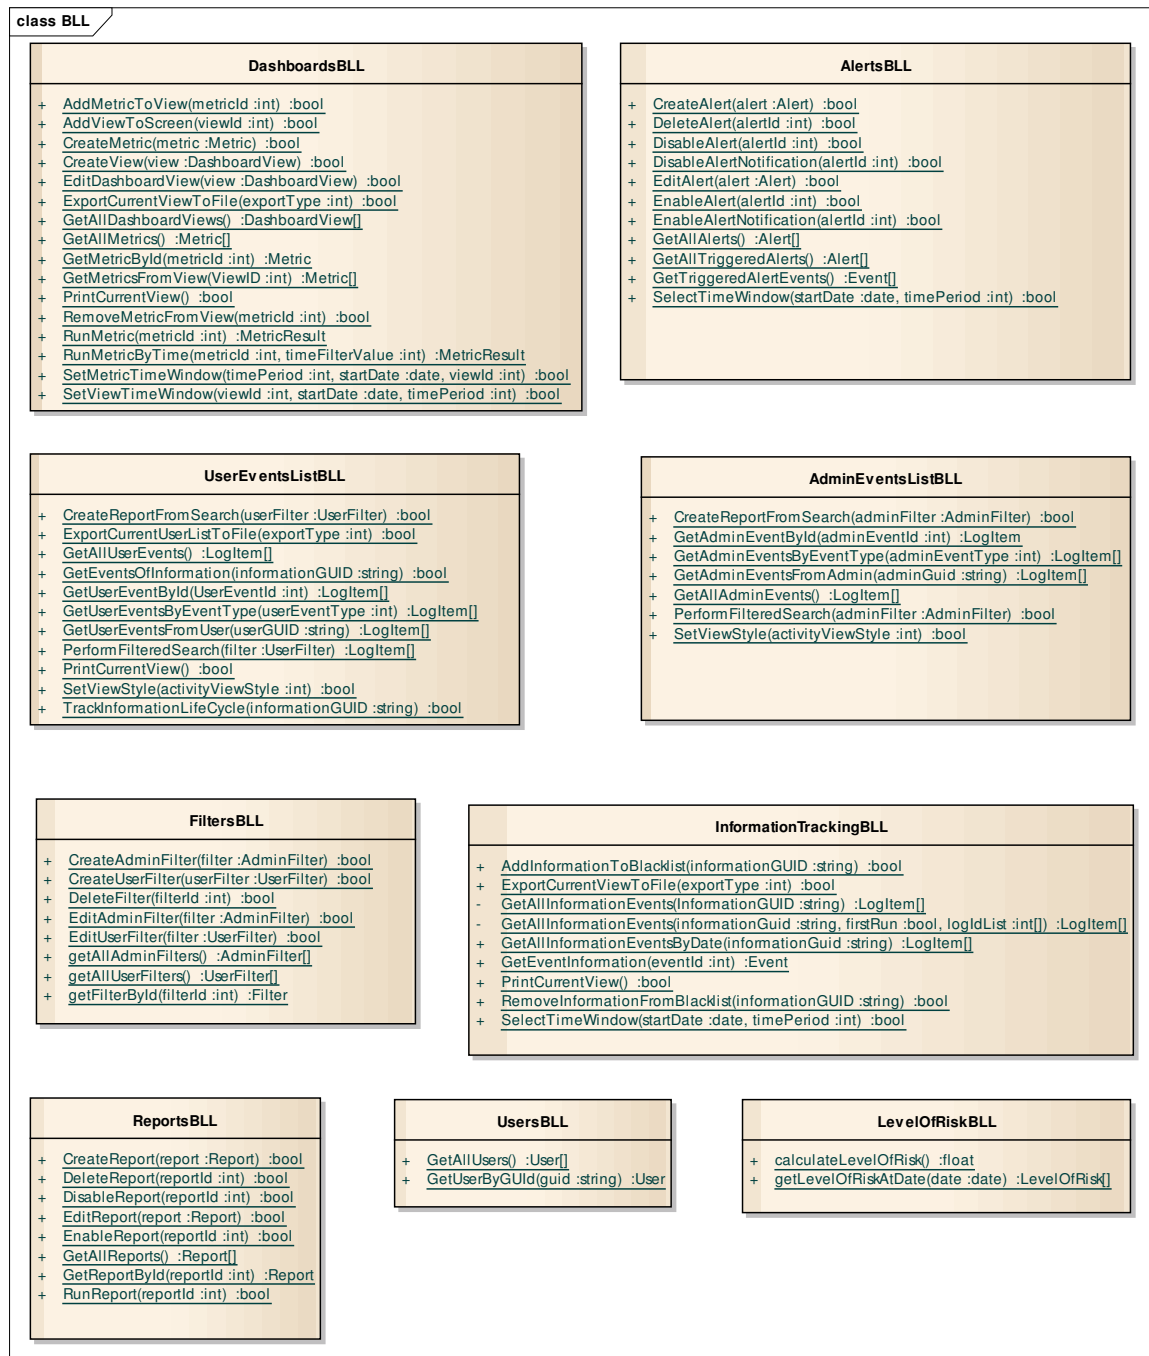 class BLL
DashboardsBLL
+ AddMetricToView(metricId :int) :bool
+ AddViewToScreen(viewId :int) :bool
+ CreateMetric(metric :Metric) :bool
+ CreateView(view :DashboardView) :bool
+ EditDashboardView(view :DashboardView) :bool
+ ExportCurrentViewToFile(exportType :int) :bool
+ GetAllDashboardViews() :DashboardView[]
+ GetAllMetrics() :Metric[]
+ GetMetricById(metricId :int) :Metric
+ GetMetricsFromView(ViewID :int) :Metric[]
+ PrintCurrentView() :bool
+ RemoveMetricFromView(metricId :int) :bool
+ RunMetric(metricId :int) :MetricResult
+ RunMetricByTime(metricId :int, timeFilterValue :int) :MetricResult
+ SetMetricTimeWindow(timePeriod :int, startDate :date, viewId :int) :bool
+ SetViewTimeWindow(viewId :int, startDate :date, timePeriod :int) :bool
AlertsBLL
+ CreateAlert(alert :Alert) :bool
+ DeleteAlert(alertId :int) :bool
+ DisableAlert(alertId :int) :bool
+ DisableAlertNotification(alertId :int) :bool
+ EditAlert(alert :Alert) :bool
+ EnableAlert(alertId :int) :bool
+ EnableAlertNotification(alertId :int) :bool
+ GetAllAlerts() :Alert[]
+ GetAllTriggeredAlerts() :Alert[]
+ GetTriggeredAlertEvents() :Event[]
+ SelectTimeWindow(startDate :date, timePeriod :int) :bool
UserEventsListBLL
+ CreateReportFromSearch(userFilter :UserFilter) :bool
+ ExportCurrentUserListToFile(exportType :int) :bool
+ GetAllUserEvents() :LogItem[]
+ GetEventsOfInformation(informationGUID :string) :bool
+ GetUserEventById(UserEventId :int) :LogItem[]
+ GetUserEventsByEventType(userEventType :int) :LogItem[]
+ GetUserEventsFromUser(userGUID :string) :LogItem[]
+ PerformFilteredSearch(filter :UserFilter) :LogItem[]
+ PrintCurrentView() :bool
+ SetViewStyle(activityViewStyle :int) :bool
+ TrackInformationLifeCycle(informationGUID :string) :bool
AdminEventsListBLL
+ CreateReportFromSearch(adminFilter :AdminFilter) :bool
+ GetAdminEventById(adminEventId :int) :LogItem
+ GetAdminEventsByEventType(adminEventType :int) :LogItem[]
+ GetAdminEventsFromAdmin(adminGuid :string) :LogItem[]
+ GetAllAdminEvents() :LogItem[]
+ PerformFilteredSearch(adminFilter :AdminFilter) :bool
+ SetViewStyle(activityViewStyle :int) :bool
FiltersBLL
+ CreateAdminFilter(filter :AdminFilter) :bool
+ CreateUserFilter(userFilter :UserFilter) :bool
+ DeleteFilter(filterId :int) :bool
+ EditAdminFilter(filter :AdminFilter) :bool
+ EditUserFilter(filter :UserFilter) :bool
+ getAllAdminFilters() :AdminFilter[]
+ getAllUserFilters() :UserFilter[]
+ getFilterById(filterId :int) :Filter
InformationTrackingBLL
+ AddInformationToBlacklist(informationGUID :string) :bool
+ ExportCurrentViewToFile(exportType :int) :bool
- GetAllInformationEvents(InformationGUID :string) :LogItem[]
- GetAllInformationEvents(informationGuid :string, firstRun :bool, logIdList :int[]) :LogItem[]
+ GetAllInformationEventsByDate(informationGuid :string) :LogItem[]
+ GetEventInformation(eventId :int) :Event
+ PrintCurrentView() :bool
+ RemoveInformationFromBlacklist(informationGUID :string) :bool
+ SelectTimeWindow(startDate :date, timePeriod :int) :bool
ReportsBLL
+ CreateReport(report :Report) :bool
+ DeleteReport(reportId :int) :bool
+ DisableReport(reportId :int) :bool
+ EditReport(report :Report) :bool
+ EnableReport(reportId :int) :bool
+ GetAllReports() :Report[]
+ GetReportById(reportId :int) :Report
+ RunReport(reportId :int) :bool
UsersBLL
+ GetAllUsers() :User[]
+ GetUserByGUId(guid :string) :User
LevelOfRiskBLL
+ calculateLevelOfRisk() :float
+ getLevelOfRiskAtDate(date :date) :LevelOfRisk[]